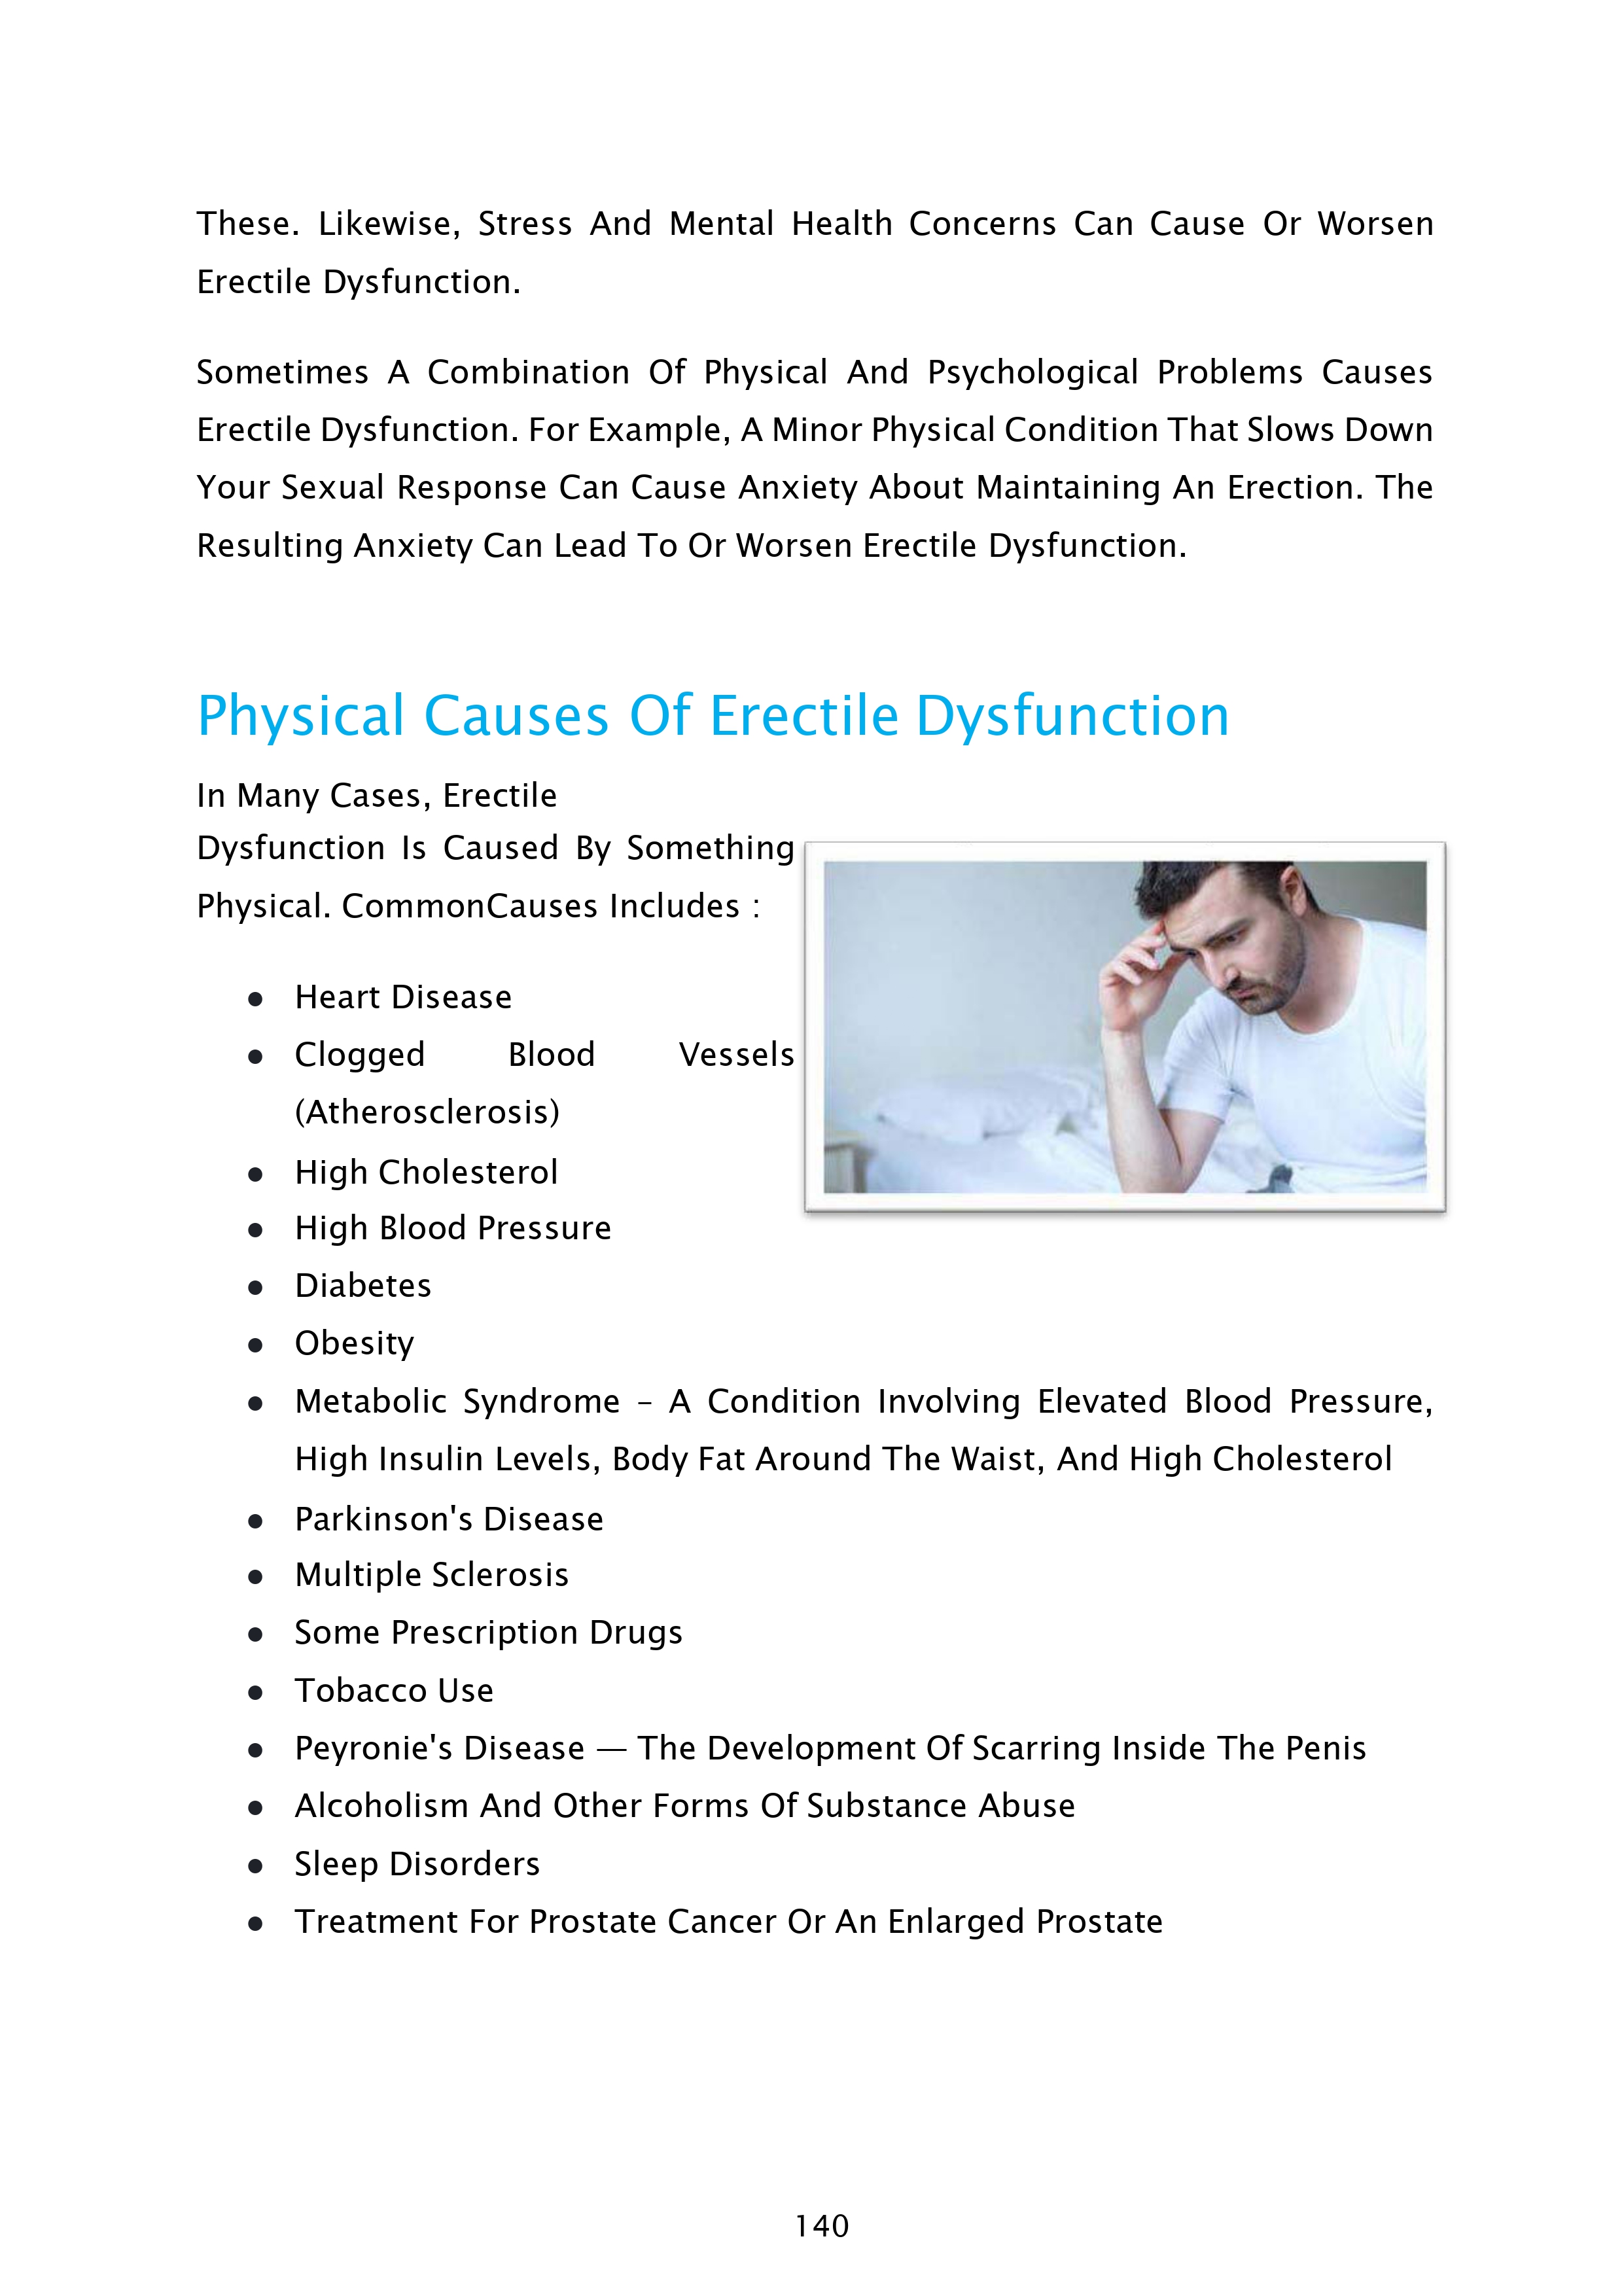 These. Likewise, Stress And Mental Health Concerns Can Cause Or Worsen
Erectile Dysfunction.
Sometimes A Combination Of Physical And Psychological Problems Causes
Erectile Dysfunction. For Example, A Minor Physical Condition That Slows Down
Your Sexual Response Can Cause Anxiety About Maintaining An Erection. The
Resulting Anxiety Can Lead To Or Worsen Erectile Dysfunction.
Physical Causes Of Erectile Dysfunction
In Many Cases, Erectile
Dysfunction Is Caused By Something
Physical. CommonCauses Includes :
● Heart Disease
● Clogged Blood Vessels
(Atherosclerosis)
● High Cholesterol
● High Blood Pressure
● Diabetes
● Obesity
● Metabolic Syndrome – A Condition Involving Elevated Blood Pressure,
High Insulin Levels, Body Fat Around The Waist, And High Cholesterol
● Parkinson's Disease
● Multiple Sclerosis
● Some Prescription Drugs
● Tobacco Use
● Peyronie's Disease — The Development Of Scarring Inside The Penis
● Alcoholism And Other Forms Of Substance Abuse
● Sleep Disorders
● Treatment For Prostate Cancer Or An Enlarged Prostate
140